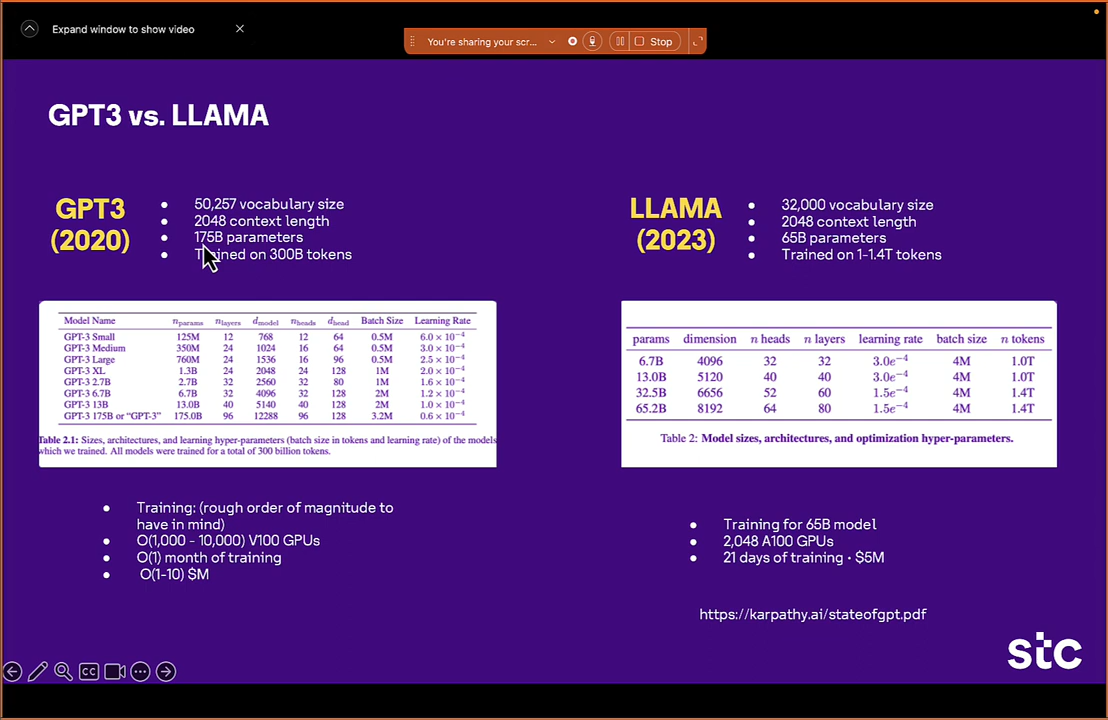 Expand window to show video
You're sharing your scr...
Stop
GPT3 vs. LLAMA
GPT3
(2020)
• 50,257 vocabulary size
• 2048 context length
• 175B parameters
• Trained on 300B tokens
LLAMA
(2023)
• 32,000 vocabulary size
• 2048 context length
• 65B parameters
• Trained on 1-1.4T tokens
Model Name nparams nlayers dmodel nheads dhead Batch Size Learning Rate
GPT-3 Small 125M 12 768 12 64 0.5M 6.0 × 10−4
GPT-3 Medium 350M 24 1024 16 64 0.5M 3.0 × 10−4
GPT-3 Large 760M 24 1536 16 96 0.5M 2.5 × 10−4
GPT-3 XL 1.3B 24 2048 24 128 1M 2.0 × 10−4
GPT-3 2.7B 2.7B 32 2560 32 80 1M 1.6 × 10−4
GPT-3 6.7B 6.7B 32 4096 32 128 2M 1.2 × 10−4
GPT-3 13B 13.0B 40 5140 40 128 2M 1.0 × 10−4
GPT-3 175B or "GPT-3" 175.0B 96 12288 96 128 3.2M 0.6 × 10−4
Table 2.1: Sizes, architectures, and learning hyper-parameters (batch size in tokens and learning rate) of the models
which we trained. All models were trained for a total of 300 billion tokens.
params dimension n heads n layers learning rate batch size n tokens
6.7B 4096 32 32 3.0e−4 4M 1.0T
13.0B 5120 40 40 3.0e−4 4M 1.0T
32.5B 6656 52 60 1.5e−4 4M 1.4T
65.2B 8192 64 80 1.5e−4 4M 1.4T
Table 2: Model sizes, architectures, and optimization hyper-parameters.
• Training: (rough order of magnitude to
have in mind)
• O(1,000 - 10,000) V100 GPUs
• O(1) month of training
• O(1-10) $M
• Training for 65B model
• 2,048 A100 GPUs
• 21 days of training · $5M
https://karpathy.ai/stateofgpt.pdf
stc
CC